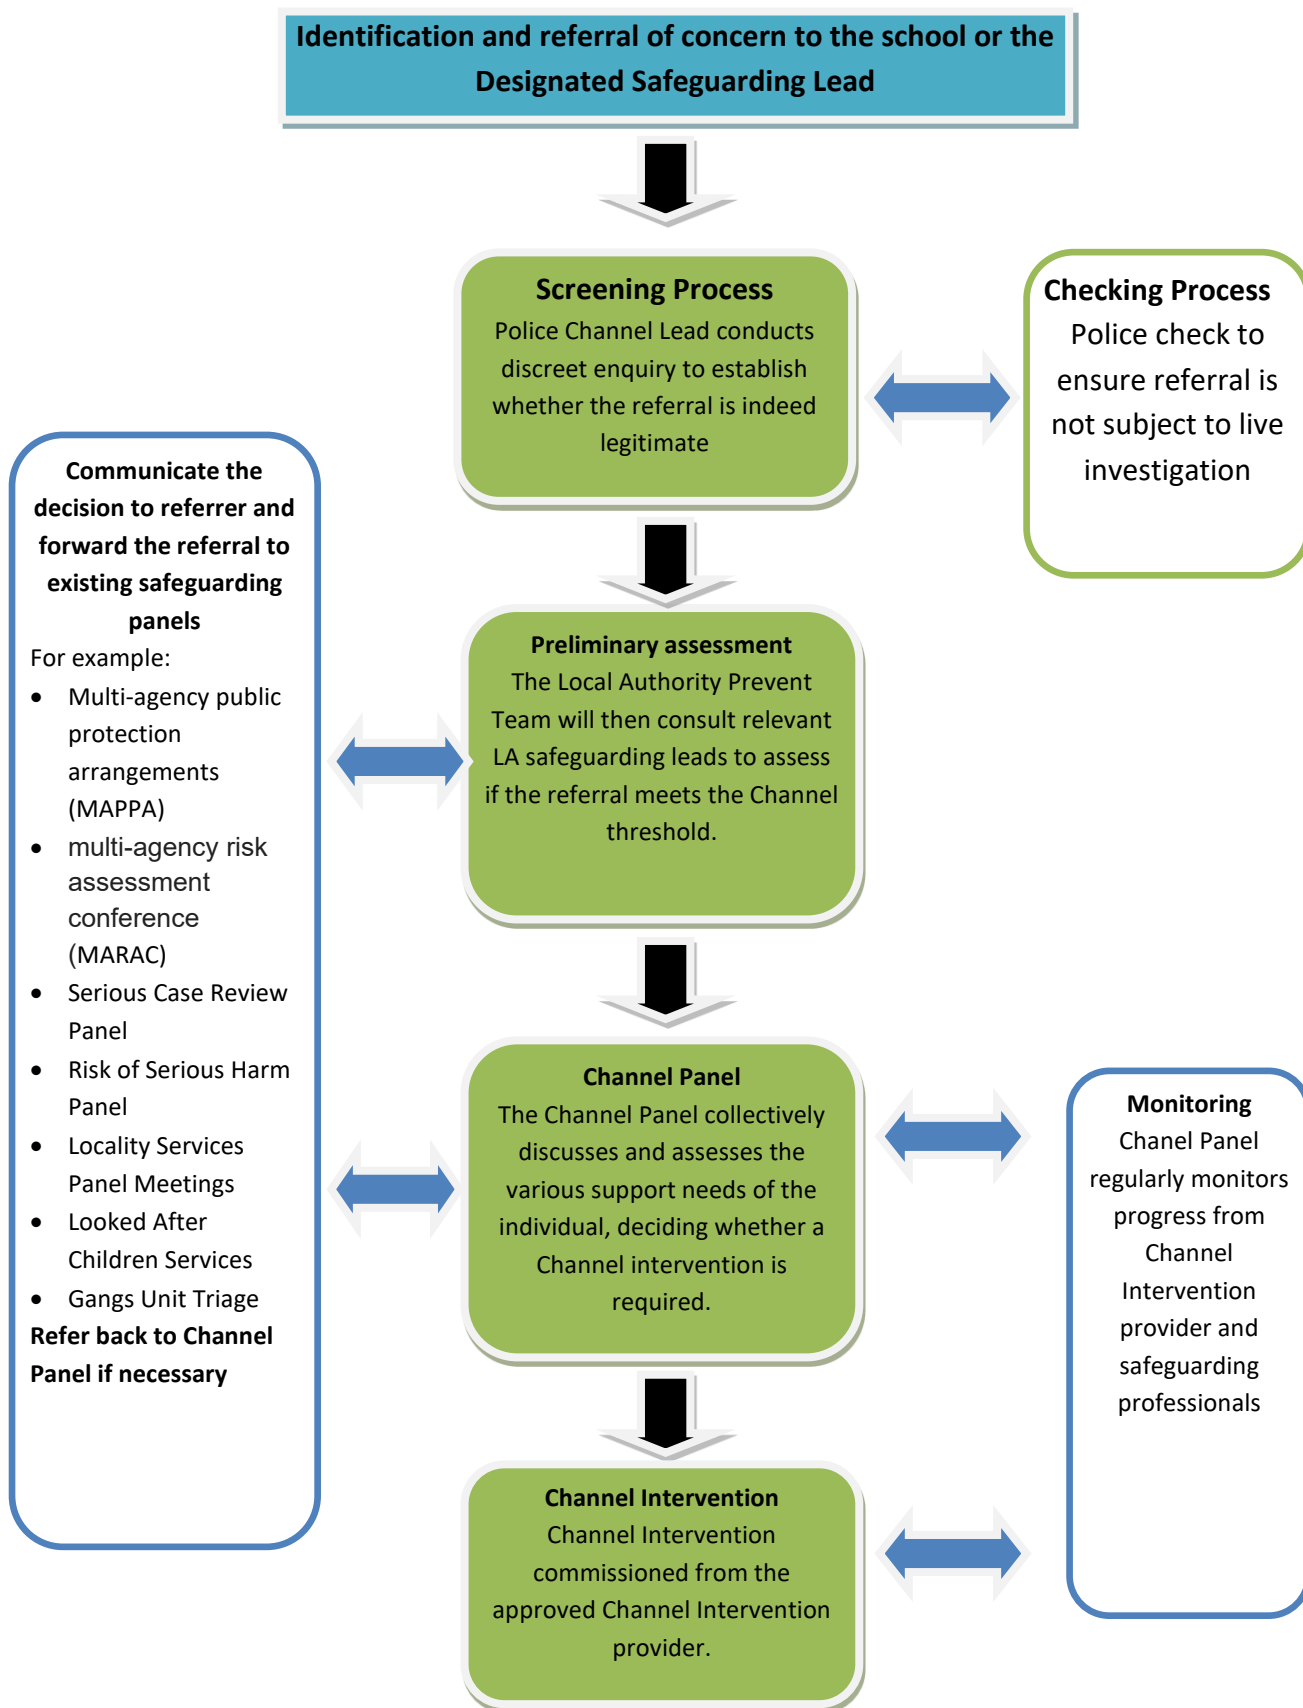 Identification and referral of concern to the school or the
Designated Safeguarding Lead
Screening Process
Police Channel Lead conducts
discreet enquiry to establish
whether the referral is indeed
legitimate
Checking Process
Police check to
ensure referral is
not subject to live
investigation
Communicate the
decision to referrer and
forward the referral to
existing safeguarding
panels
For example:
• Multi-agency public
protection
arrangements
(MAPPA)
• multi-agency risk
assessment
conference
(MARAC)
• Serious Case Review
Panel
• Risk of Serious Harm
Panel
• Locality Services
Panel Meetings
• Looked After
Children Services
• Gangs Unit Triage
Refer back to Channel
Panel if necessary
Preliminary assessment
The Local Authority Prevent
Team will then consult relevant
LA safeguarding leads to assess
if the referral meets the Channel
threshold.
Channel Panel
The Channel Panel collectively
discusses and assesses the
various support needs of the
individual, deciding whether a
Channel intervention is
required.
Monitoring
Chanel Panel
regularly monitors
progress from
Channel
Intervention
provider and
safeguarding
professionals
Channel Intervention
Channel Intervention
commissioned from the
approved Channel Intervention
provider.